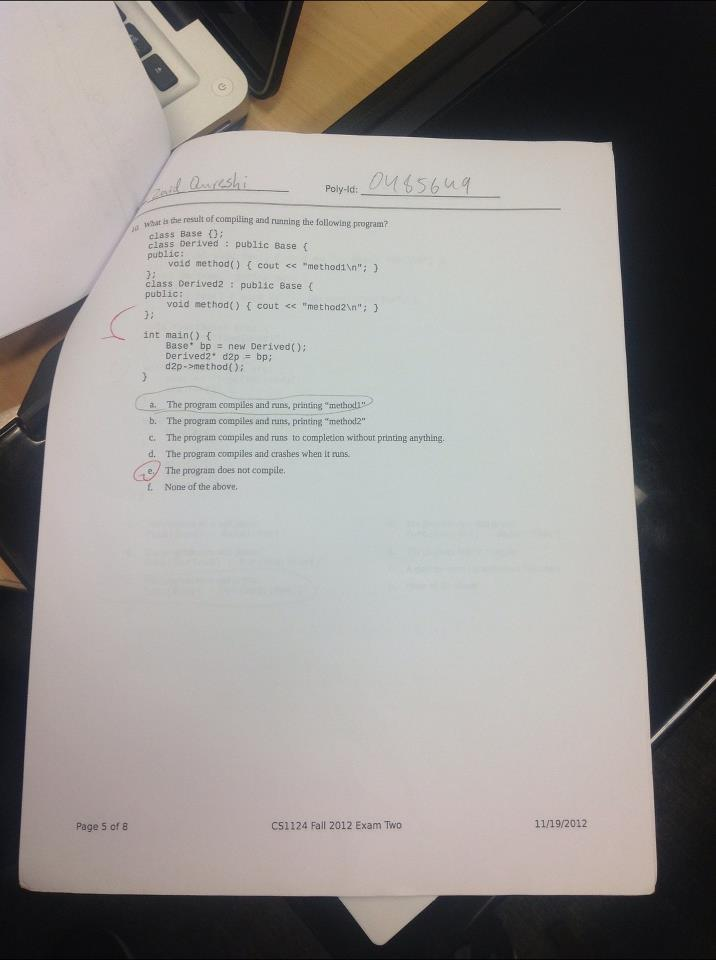 Zaid Qureshi Poly-Id: 0485649
10. What is the result of compiling and running the following program?
class Base {};
class Derived : public Base {
public:
void method() { cout << "method1\n"; }
};
class Derived2 : public Base {
public:
void method() { cout << "method2\n"; }
};
int main() {
Base* bp = new Derived();
Derived2* d2p = bp;
d2p->method();
}
a. The program compiles and runs, printing “method1”
b. The program compiles and runs, printing “method2”
c. The program compiles and runs to completion without printing anything.
d. The program compiles and crashes when it runs.
e. The program does not compile.
f. None of the above.
Page 5 of 8 CS1124 Fall 2012 Exam Two 11/19/2012